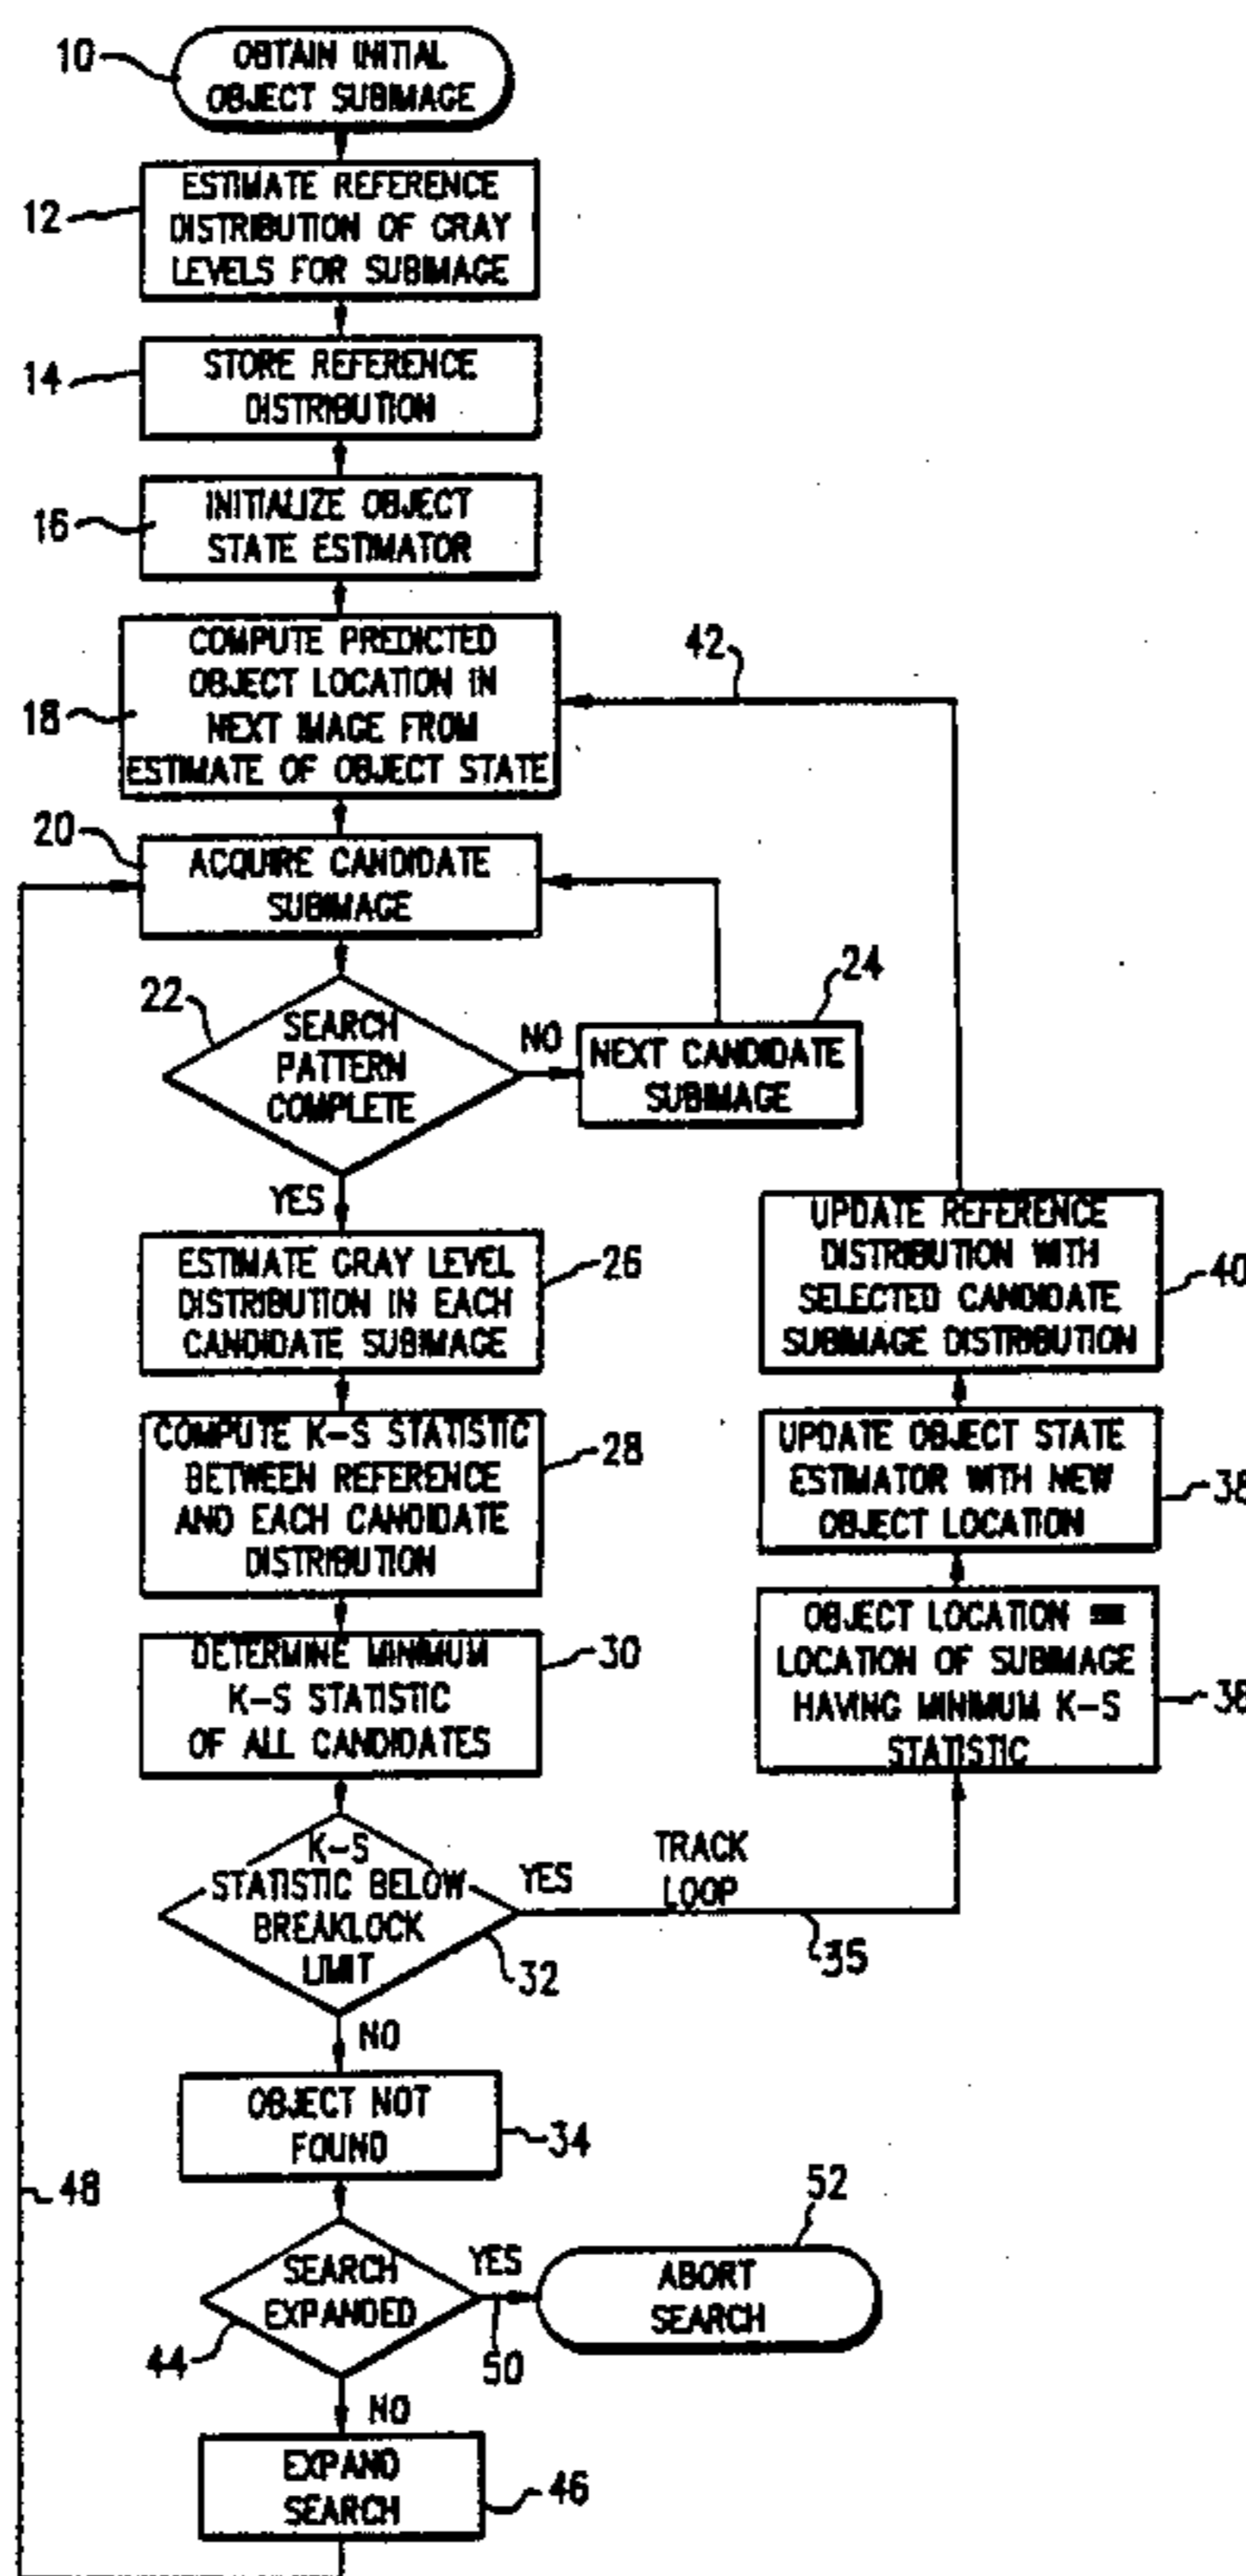 10
OBTAIN INITIAL
OBJECT SUBIMAGE
12
ESTIMATE REFERENCE
DISTRIBUTION OF GRAY
LEVELS FOR SUBIMAGE
14
STORE REFERENCE
DISTRIBUTION
16
INITIALIZE OBJECT
STATE ESTIMATOR
18
COMPUTE PREDICTED
OBJECT LOCATION IN
NEXT IMAGE FROM
ESTIMATE OF OBJECT STATE
42
20
ACQUIRE CANDIDATE
SUBIMAGE
22
SEARCH
PATTERN
COMPLETE
NO
24
NEXT CANDIDATE
SUBIMAGE
YES
26
ESTIMATE GRAY LEVEL
DISTRIBUTION IN EACH
CANDIDATE SUBIMAGE
28
COMPUTE K-S STATISTIC
BETWEEN REFERENCE
AND EACH CANDIDATE
DISTRIBUTION
30
DETERMINE MINIMUM
K-S STATISTIC
OF ALL CANDIDATES
K-S
STATISTIC BELOW
BREAKLOCK
LIMIT
32
YES
TRACK
LOOP
35
UPDATE REFERENCE
DISTRIBUTION WITH
SELECTED CANDIDATE
SUBIMAGE DISTRIBUTION
40
UPDATE OBJECT STATE
ESTIMATOR WITH NEW
OBJECT LOCATION
OBJECT LOCATION =
LOCATION OF SUBIMAGE
HAVING MINIMUM K-S
STATISTIC
NO
OBJECT NOT
FOUND
34
48
SEARCH
EXPANDED
44
YES
50
52
ABORT
SEARCH
NO
EXPAND
SEARCH
46